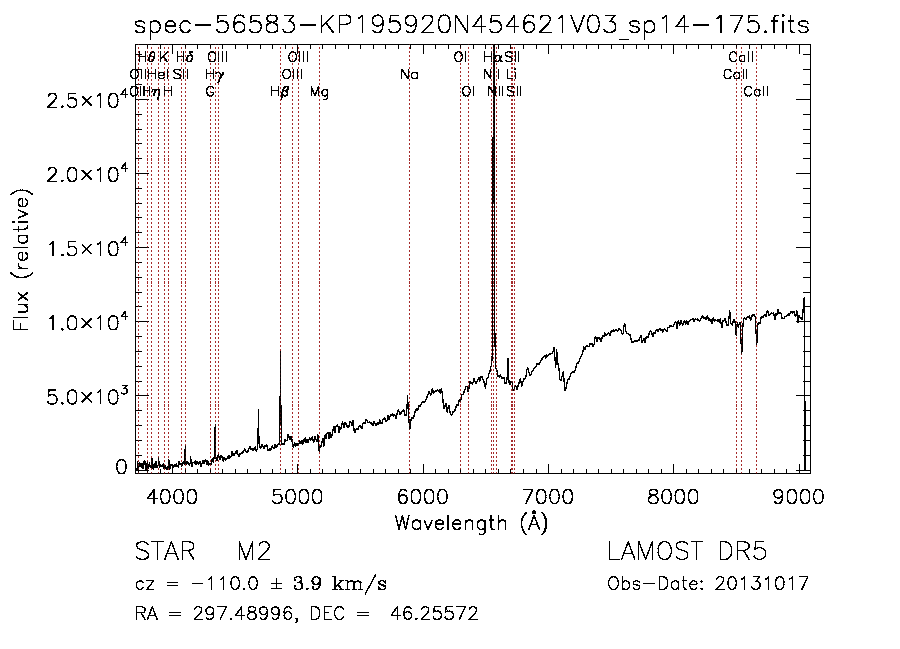 spec-56583-KP195920N454621V03_sp14-175.fits
Hθ K Hδ OIII OIII OI Hα SII CaII
OII HeI SII Hγ OIII Na NII Li CaII
OII Hη H G Hβ Mg OI NII SII CaII
2.5×10⁴
2.0×10⁴
1.5×10⁴
1.0×10⁴
5.0×10³
0
Flux (relative)
4000 5000 6000 7000 8000 9000
Wavelength (Å)
STAR M2 LAMOST DR5
cz = −110.0 ± 3.9 km/s Obs-Date: 20131017
RA = 297.48996, DEC = 46.25572